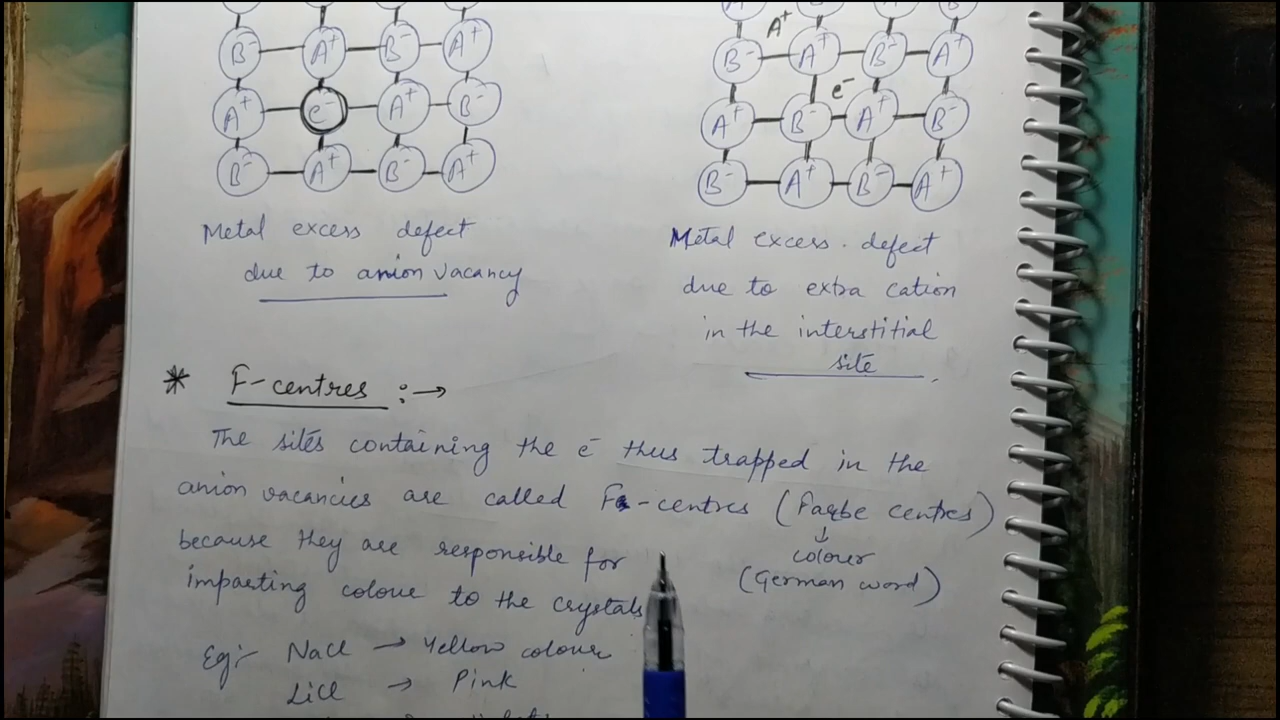 B⁻ A⁺ B⁻ A⁺
A⁺ e⁻ A⁺ B⁻
B⁻ A⁺ B⁻ A⁺
Metal excess defect
due to anion vacancy
A⁺
B⁻ A⁺ B⁻ A⁺
e⁻
A⁺ B⁻ A⁺ B⁻
B⁻ A⁺ B⁻ A⁺
Metal excess defect
due to extra cation
in the interstitial
site
* F-centres :→
The sites containing the e⁻ thus trapped in the
anion vacancies are called F-centres (Farbe centres)
because they are responsible for
imparting colour to the crystals
↓
colour
(German word)
Eg:- NaCl → Yellow colour
LiCl → Pink